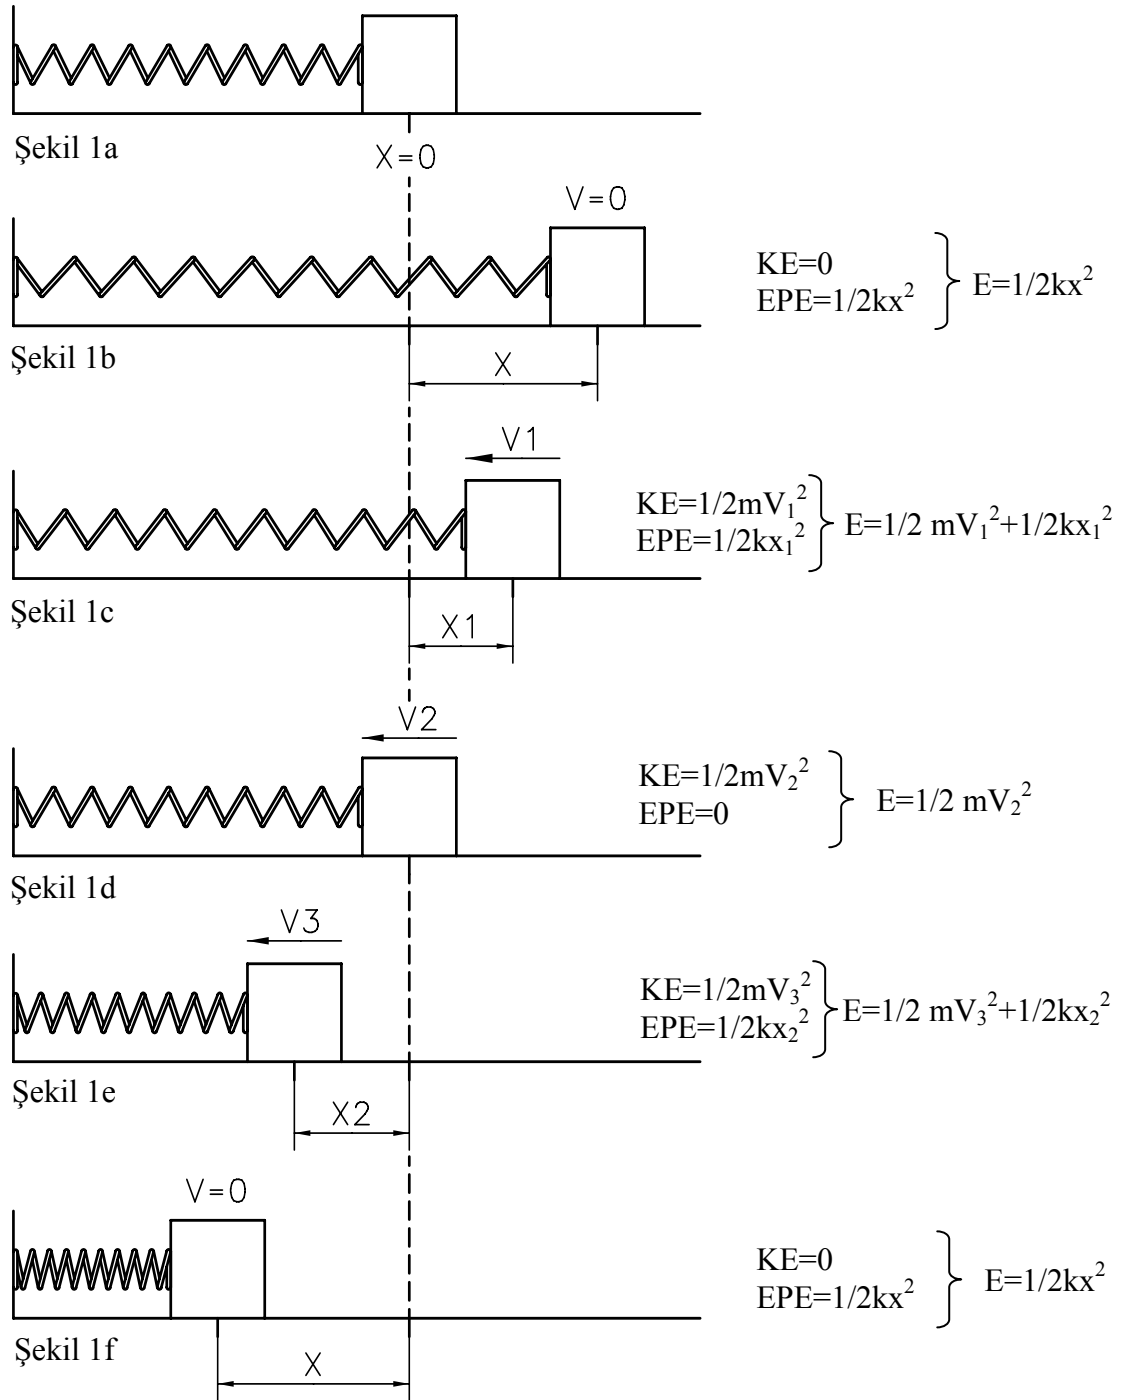 Şekil 1a
X=0
V=0
KE=0
EPE=1/2kx²
E=1/2kx²
Şekil 1b
X
V1
KE=1/2mV₁²
EPE=1/2kx₁²
E=1/2 mV₁²+1/2kx₁²
Şekil 1c
X1
V2
KE=1/2mV₂²
EPE=0
E=1/2 mV₂²
Şekil 1d
V3
KE=1/2mV₃²
EPE=1/2kx₂²
E=1/2 mV₃²+1/2kx₂²
Şekil 1e
X2
V=0
KE=0
EPE=1/2kx²
E=1/2kx²
Şekil 1f
X